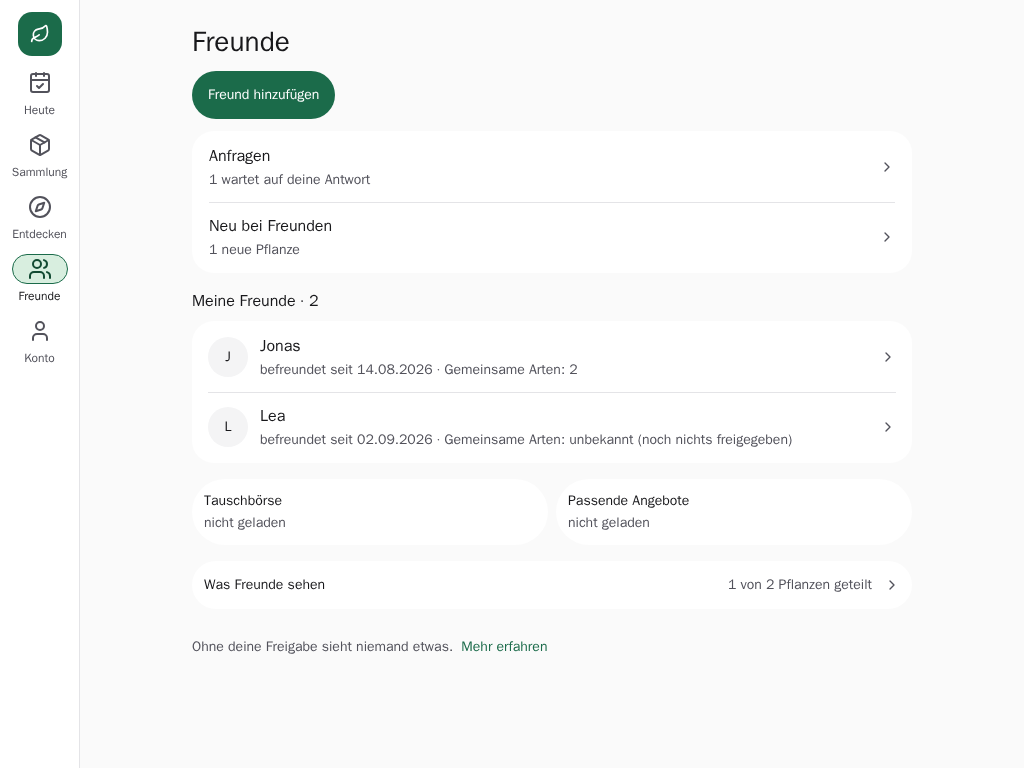 Freunde
Freund hinzufügen
Heute
Sammlung
Entdecken
Freunde
Konto
Anfragen
1 wartet auf deine Antwort
Neu bei Freunden
1 neue Pflanze
Meine Freunde · 2
J
Jonas
befreundet seit 14.08.2026 · Gemeinsame Arten: 2
L
Lea
befreundet seit 02.09.2026 · Gemeinsame Arten: unbekannt (noch nichts freigegeben)
Tauschbörse
nicht geladen
Passende Angebote
nicht geladen
Was Freunde sehen
1 von 2 Pflanzen geteilt
Ohne deine Freigabe sieht niemand etwas. Mehr erfahren